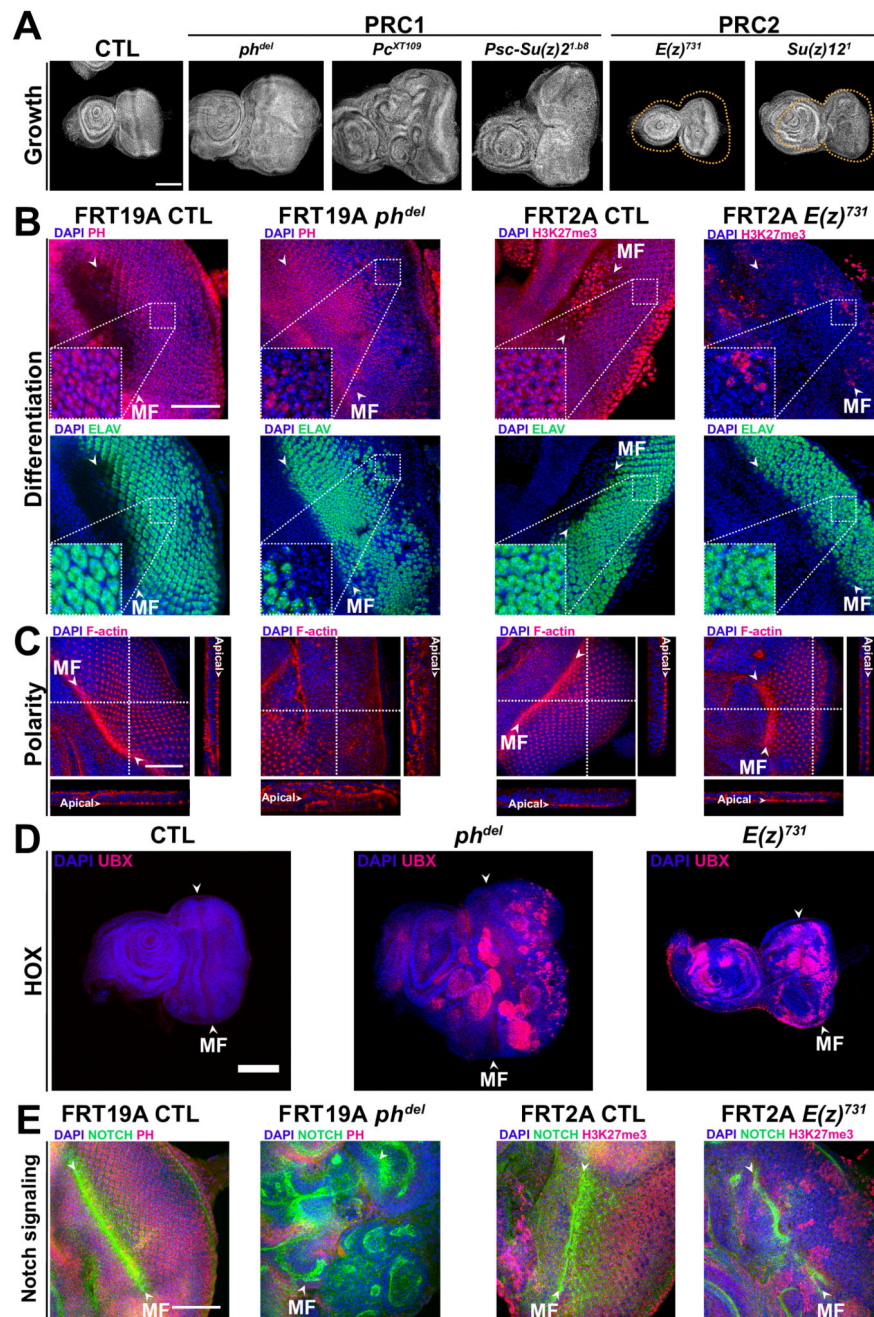 A
PRC1 PRC2
CTL ph^del Pc^XT109 Psc-Su(z)2^1.b8 E(z)^731 Su(z)12^1
Growth
B
FRT19A CTL FRT19A ph^del FRT2A CTL FRT2A E(z)^731
DAPI PH DAPI PH DAPI H3K27me3 DAPI H3K27me3
MF
MF MF MF
DAPI ELAV DAPI ELAV DAPI ELAV DAPI ELAV
MF
MF MF MF
Differentiation
C
DAPI F-actin Apical DAPI F-actin Apical DAPI F-actin Apical DAPI F-actin Apical
MF
MF MF
Apical Apical Apical Apical
Polarity
D
CTL ph^del E(z)^731
DAPI UBX DAPI UBX DAPI UBX
MF MF MF
HOX
E
FRT19A CTL FRT19A ph^del FRT2A CTL FRT2A E(z)^731
DAPI NOTCH PH DAPI NOTCH PH DAPI NOTCH H3K27me3 DAPI NOTCH H3K27me3
MF MF MF MF
Notch signaling